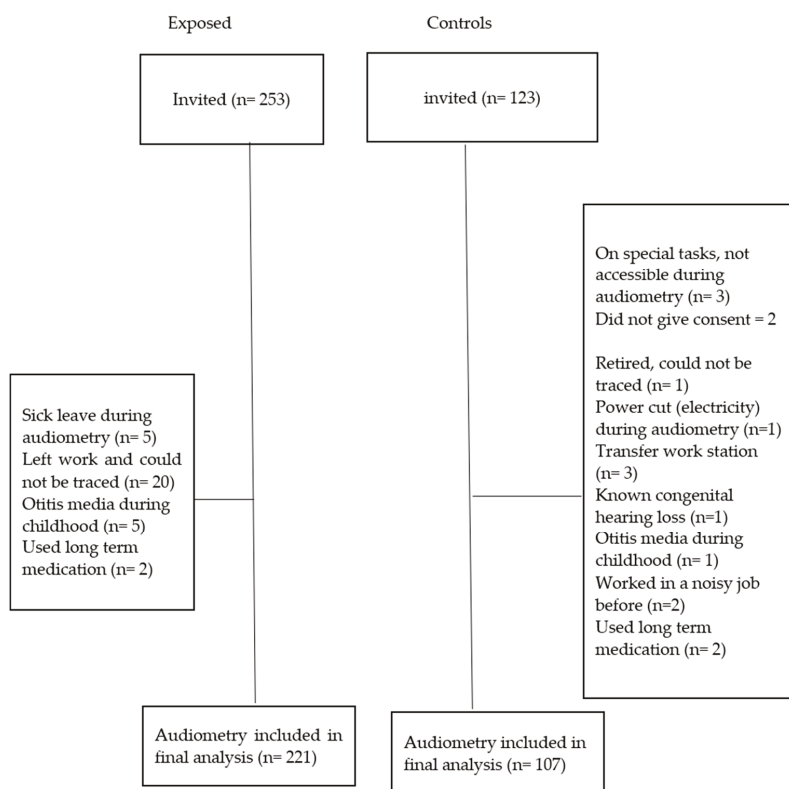 Exposed
Controls
Invited (n= 253)
invited (n= 123)
On special tasks, not
accessible during
audiometry (n= 3)
Did not give consent = 2
Retired, could not be
traced (n= 1)
Power cut (electricity)
during audiometry (n=1)
Transfer work station
(n= 3)
Known congenital
hearing loss (n=1)
Otitis media during
childhood (n= 1)
Worked in a noisy job
before (n=2)
Used long term
medication (n= 2)
Sick leave during
audiometry (n= 5)
Left work and could
not be traced (n= 20)
Otitis media during
childhood (n= 5)
Used long term
medication (n= 2)
Audiometry included in
final analysis (n= 221)
Audiometry included in
final analysis (n= 107)